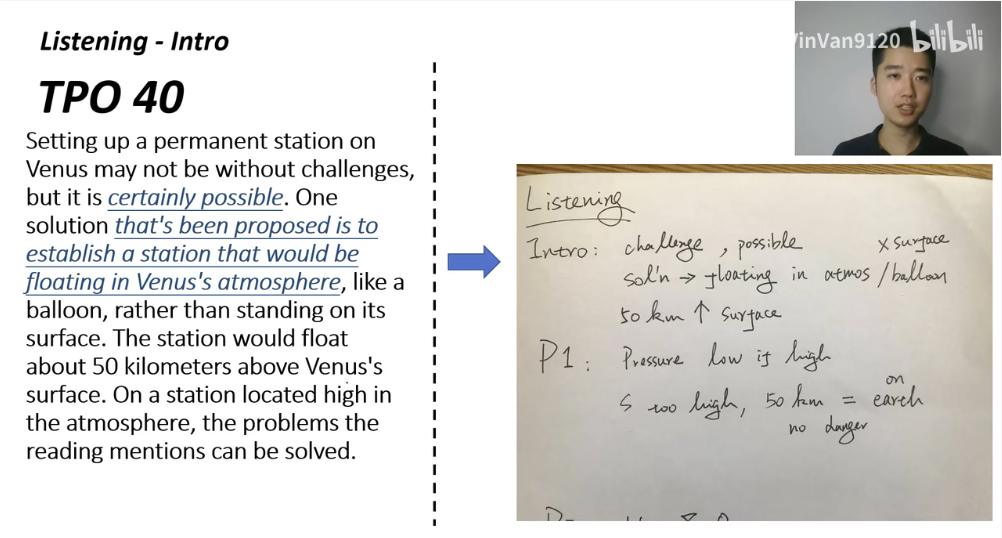 Listening - Intro
TPO 40
Setting up a permanent station on
Venus may not be without challenges,
but it is certainly possible. One
solution that's been proposed is to
establish a station that would be
floating in Venus's atmosphere, like a
balloon, rather than standing on its
surface. The station would float
about 50 kilometers above Venus's
surface. On a station located high in
the atmosphere, the problems the
reading mentions can be solved.
VinVan9120 bilibili
Listening
Intro: challenge, possible x surface
sol'n → floating in atmos / balloon
50 km ↑ surface
P1: Pressure low if high
S too high, 50 km = on earth
no danger